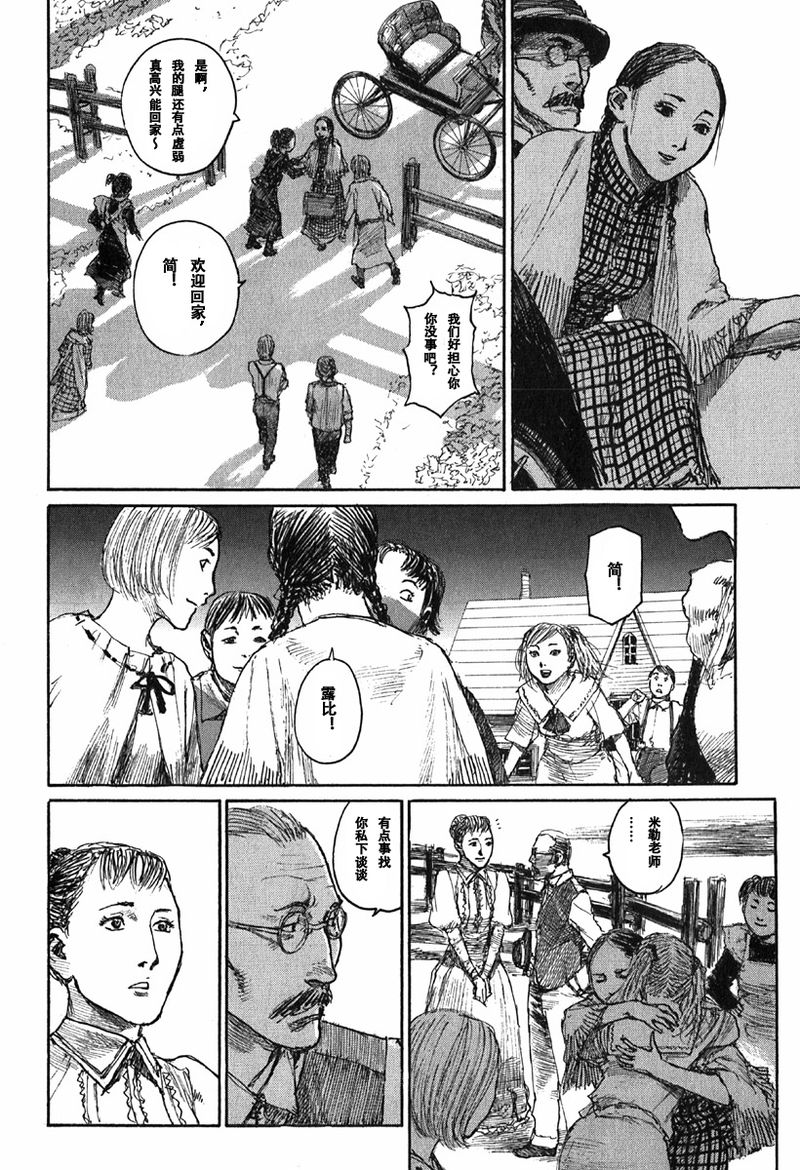 我们好担心你
你没事吧？
欢迎回家，
简！
是啊，
我的腿还有点虚弱
真高兴能回家～
简！
露比！
米勒老师
……
有点事找
你私下谈谈